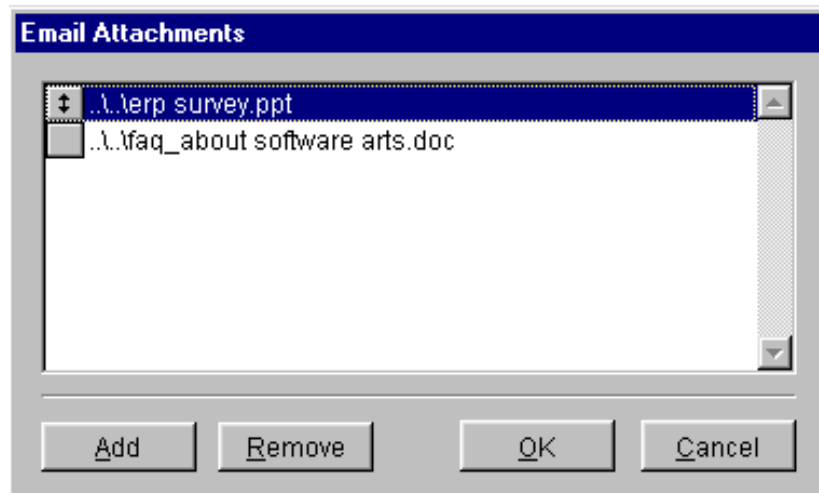 Email Attachments
..\..\erp survey.ppt
..\..\faq_about software arts.doc
Add Remove OK Cancel